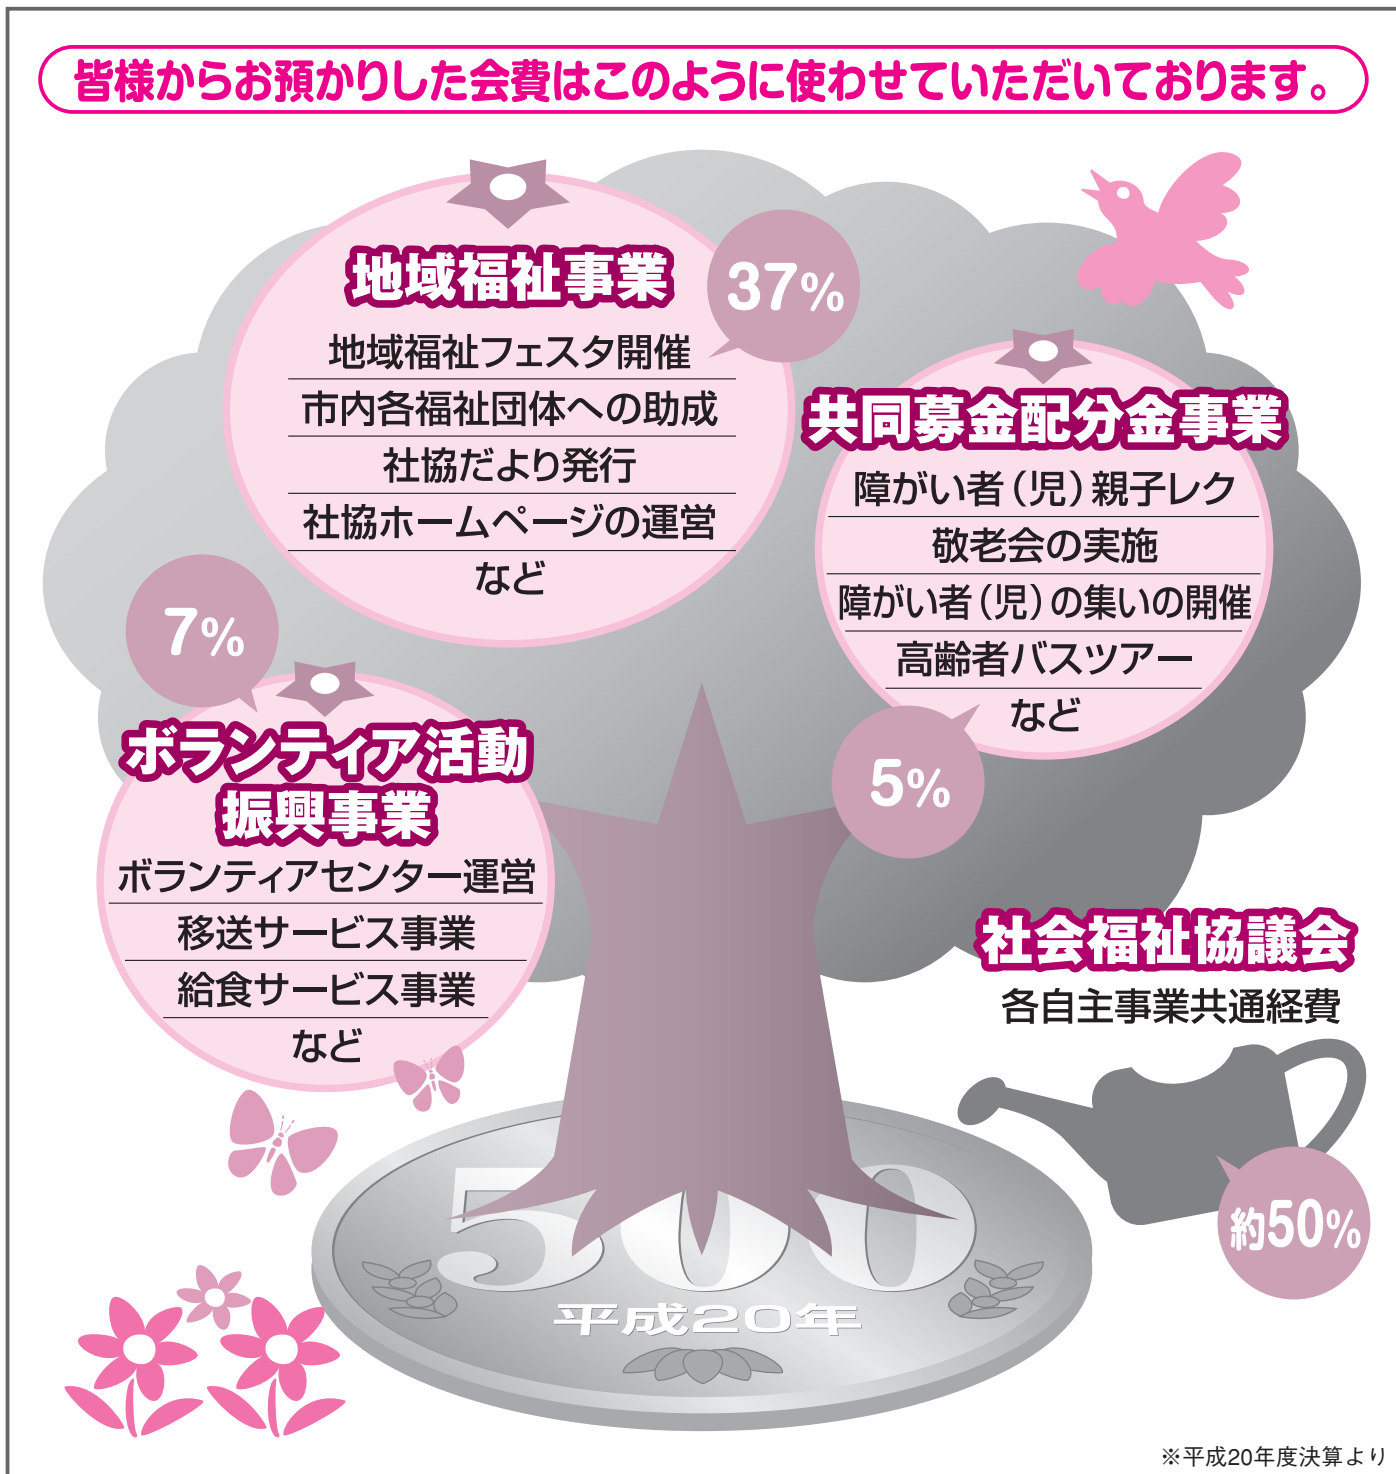 皆様からお預かりした会費はこのように使わせていただいております。
地域福祉事業
37%
地域福祉フェスタ開催
市内各福祉団体への助成
社協だより発行
社協ホームページの運営
など
共同募金配分金事業
障がい者（児）親子レク
敬老会の実施
障がい者（児）の集いの開催
高齢者バスツアー
など
5%
7%
ボランティア活動
振興事業
ボランティアセンター運営
移送サービス事業
給食サービス事業
など
社会福祉協議会
各自主事業共通経費
約50%
500
平成20年
※平成20年度決算より